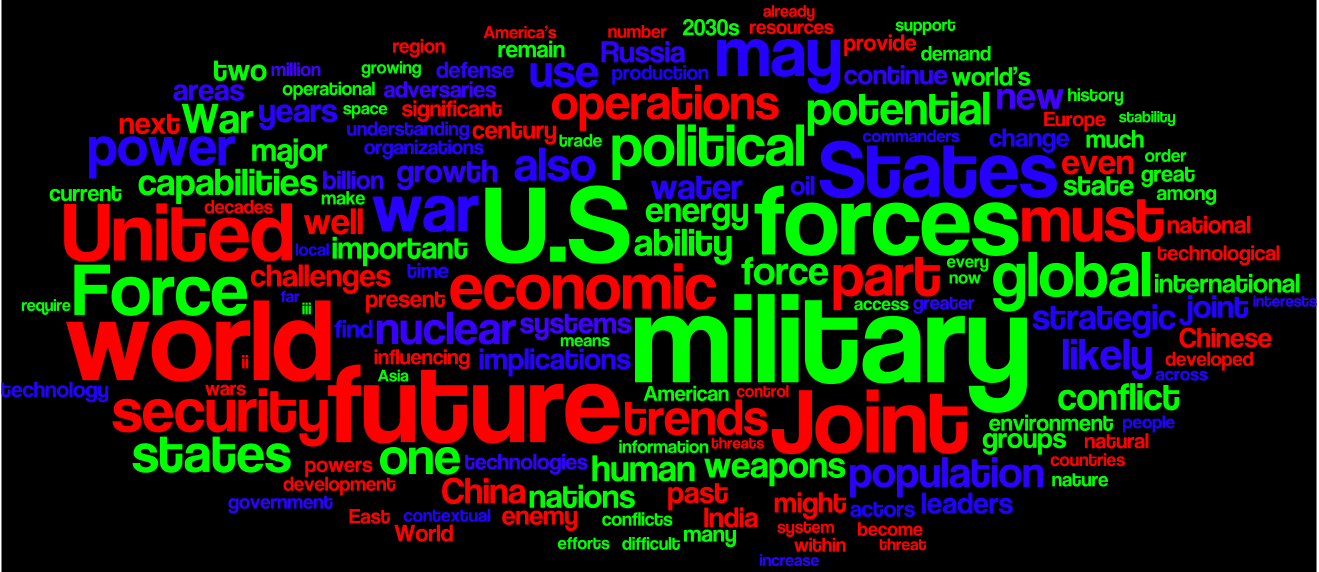 already
America's number 2030s support
region remain resources
Russia may provide demand
two million growing defense use production continue world's
areas operational adversaries operations potential new history
next War years space significant Europe stability
understanding century trade political commanders change much
power major organizations also States even order
capabilities billion growth water oil state great
current make among
United decades well war U.S energy forces must national
local important ability technological
Force challenges time economic force part every global international
require far iii present now
access greater strategic joint interests
world find nuclear systems military Chinese
ii influencing implications means likely developed
technology wars Asia American control across
security future trends Joint conflict
environment people
states one information threats groups natural
powers technologies human weapons population countries
development nature
government China nations past might actors leaders
East contextual enemy conflicts India system become
World many
efforts difficult within threat
increase